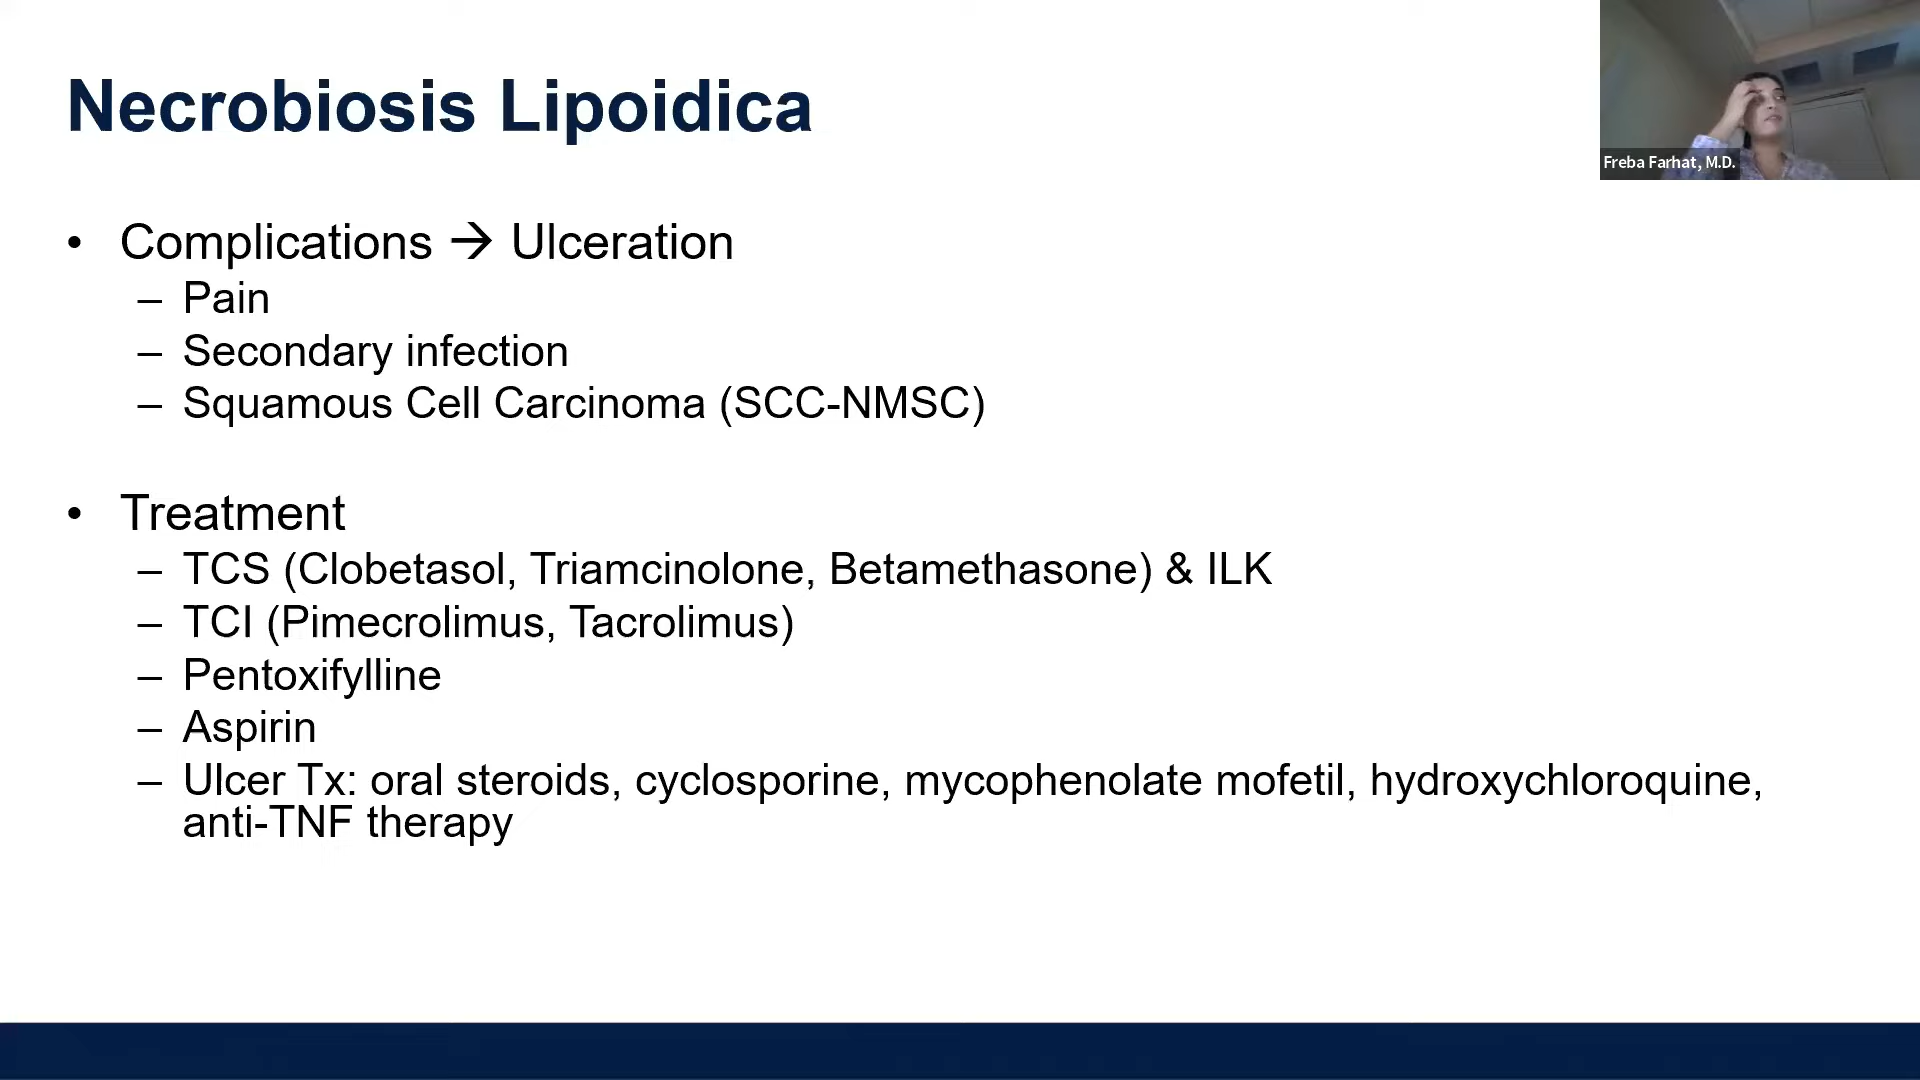 Necrobiosis Lipoidica
Freba Farhat, M.D.
• Complications → Ulceration
– Pain
– Secondary infection
– Squamous Cell Carcinoma (SCC-NMSC)
• Treatment
– TCS (Clobetasol, Triamcinolone, Betamethasone) & ILK
– TCI (Pimecrolimus, Tacrolimus)
– Pentoxifylline
– Aspirin
– Ulcer Tx: oral steroids, cyclosporine, mycophenolate mofetil, hydroxychloroquine,
anti-TNF therapy